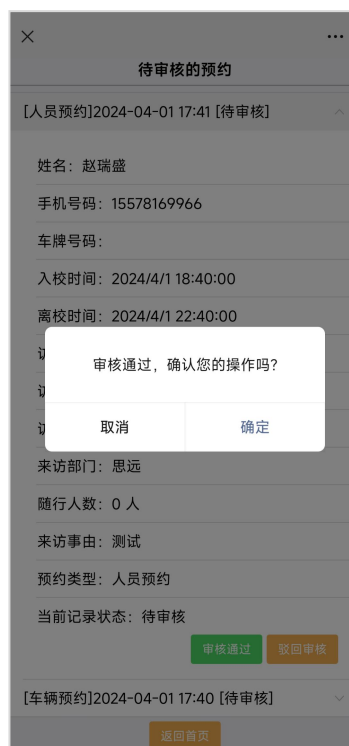 待审核的预约
[人员预约]2024-04-01 17:41 [待审核]
姓名：赵瑞盛
手机号码：15578169966
车牌号码：
入校时间：2024/4/1 18:40:00
离校时间：2024/4/1 22:40:00
审核通过，确认您的操作吗?
取消
确定
来访部门：思远
随行人数：0 人
来访事由：测试
预约类型：人员预约
当前记录状态：待审核
审核通过
驳回审核
[车辆预约]2024-04-01 17:40 [待审核]
返回首页